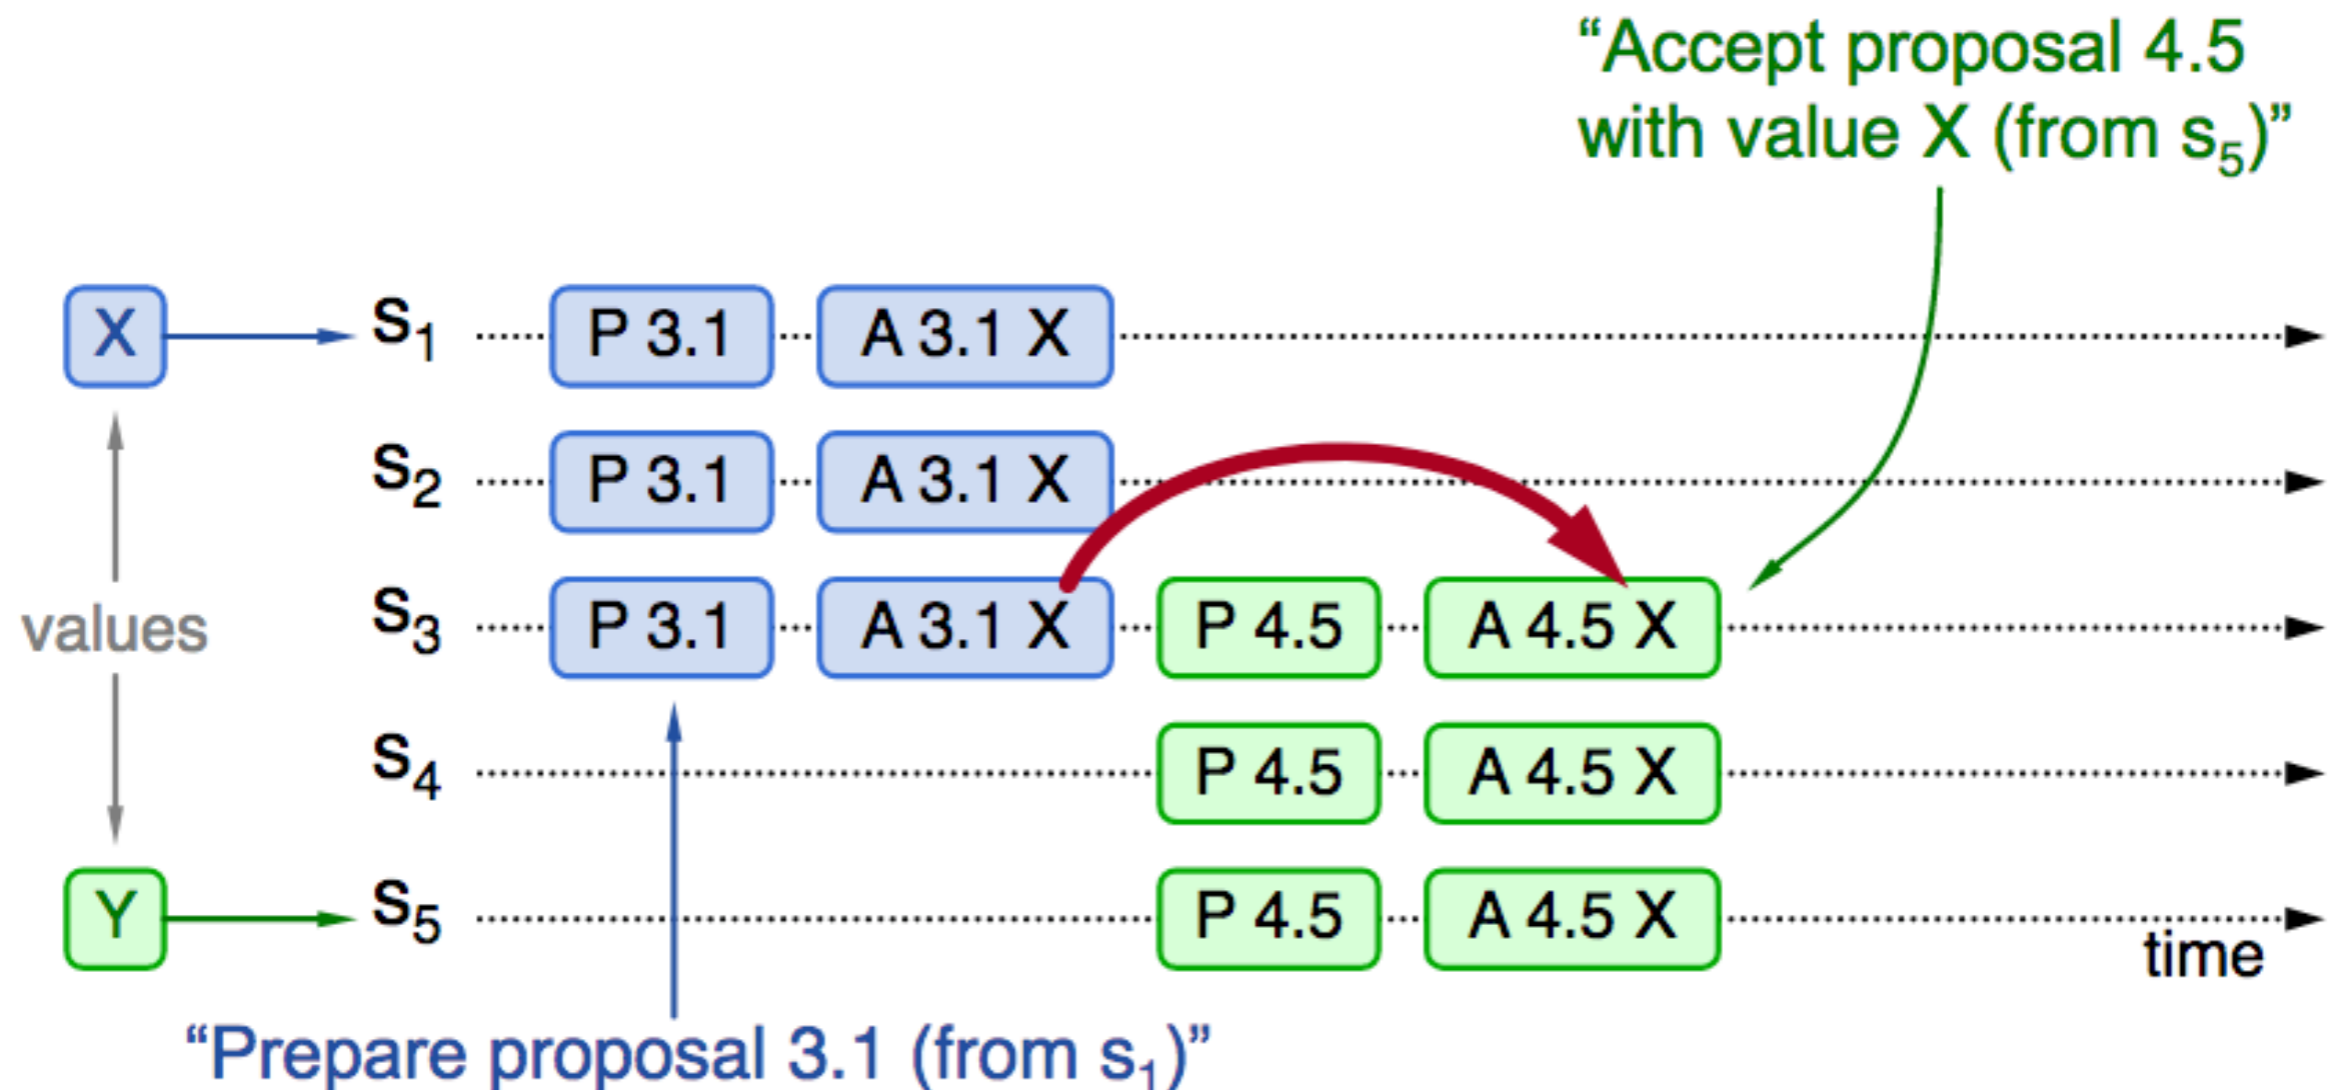 “Accept proposal 4.5
with value X (from s₅)”
X s₁ P 3.1 A 3.1 X
s₂ P 3.1 A 3.1 X
values s₃ P 3.1 A 3.1 X P 4.5 A 4.5 X
s₄ P 4.5 A 4.5 X
Y s₅ P 4.5 A 4.5 X
time
“Prepare proposal 3.1 (from s₁)”